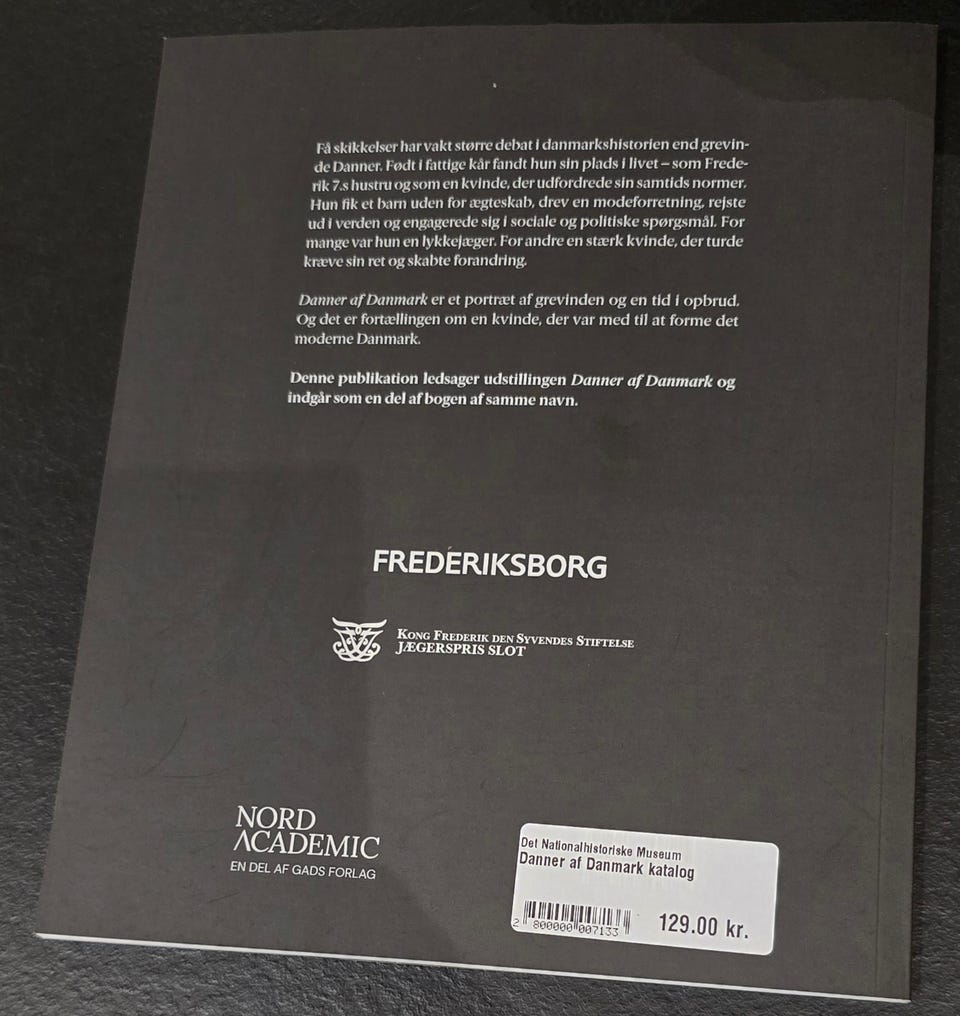 Få skikkelser har vakt større debat i danmarkshistorien end grevin-
de Danner. Født i fattige kår fandt hun sin plads i livet – som Frede-
rik 7.s hustru og som en kvinde, der udfordrede sin samtids normer.
Hun fik et barn uden for ægteskab, drev en modeforretning, rejste
ud i verden og engagerede sig i sociale og politiske spørgsmål. For
mange var hun en lykkejæger. For andre en stærk kvinde, der turde
kræve sin ret og skabte forandring.
Danner af Danmark er et portræt af grevinden og en tid i opbrud.
Og det er fortællingen om en kvinde, der var med til at forme det
moderne Danmark.
Denne publikation ledsager udstillingen Danner af Danmark og
indgår som en del af bogen af samme navn.
FREDERIKSBORG
KONG FREDERIK DEN SYVENDES STIFTELSE
JÆGERSPRIS SLOT
NORD
ACADEMIC
EN DEL AF GADS FORLAG
Det Nationalhistoriske Museum
Danner af Danmark katalog
2 800000 007133
129.00 kr.